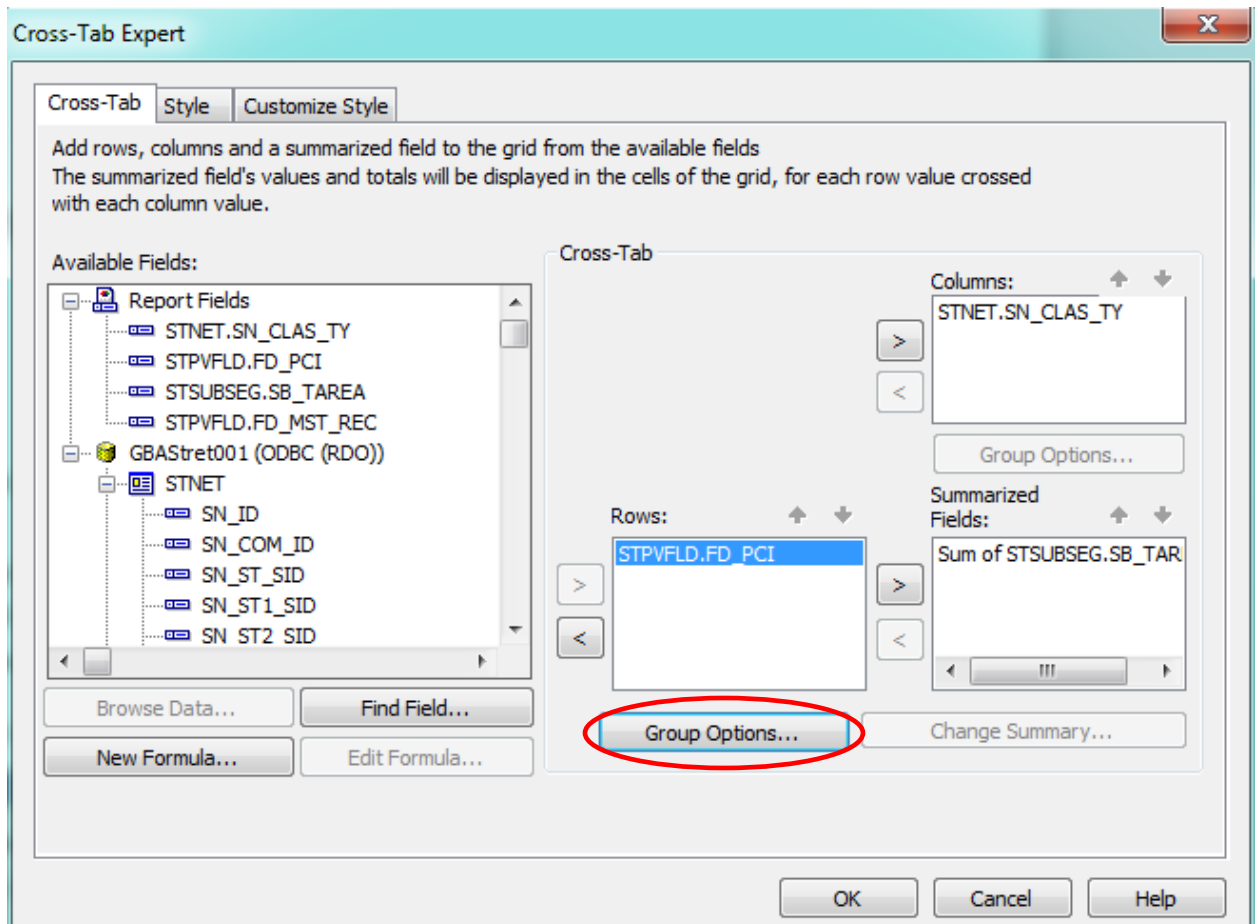 Cross-Tab Expert
X
Cross-Tab
Style
Customize Style
Add rows, columns and a summarized field to the grid from the available fields
The summarized field's values and totals will be displayed in the cells of the grid, for each row value crossed
with each column value.
Available Fields:
Report Fields
STNET.SN_CLAS_TY
STPVFLD.FD_PCI
STSUBSEG.SB_TAREA
STPVFLD.FD_MST_REC
GBAStret001 (ODBC (RDO))
STNET
SN_ID
SN_COM_ID
SN_ST_SID
SN_ST1_SID
SN_ST2_SID
Browse Data...
Find Field...
New Formula...
Edit Formula...
Cross-Tab
Columns:
STNET.SN_CLAS_TY
>
<
Group Options...
Rows:
STPVFLD.FD_PCI
>
<
Group Options...
Summarized
Fields:
Sum of STSUBSEG.SB_TAR
>
<
Change Summary...
OK
Cancel
Help